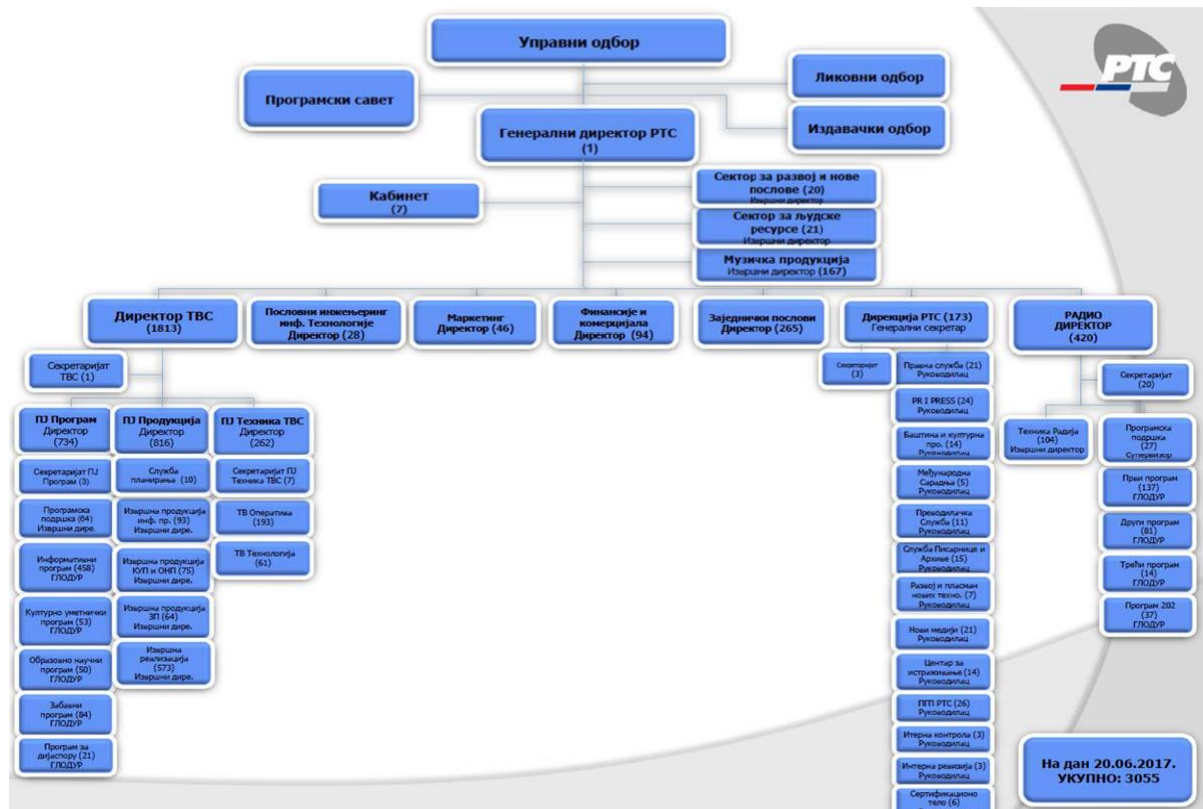 Управни одбор
Ликовни одбор
Програмски савет
Издавачки одбор
Генерални директор РТС
(1)
РТС
Кабинет
(7)
Сектор за развој и нове
послове (20)
Извршни директор
Сектор за људске
ресурсе (21)
Извршни директор
Музичка продукција
Извршни директор (167)
Директор ТВС
(1813)
Пословни инжењеринг
инф. Технологије
Директор (28)
Маркетинг
Директор (46)
Финансије и
комерцијала
Директор (94)
Заједнички послови
Директор (265)
Дирекција РТС (173)
Генерални секретар
РАДИО
ДИРЕКТОР
(420)
Секретаријат
ТВС (1)
ПЈ Програм
Директор
(734)
Секретаријат ПЈ
Програм (3)
Програмска
подршка (64)
Извршни дире.
Информативни
програм (458)
ГЛОДУР
Културно уметнички
програм (53)
ГЛОДУР
Образовно научни
програм (50)
ГЛОДУР
Забавни
програм (84)
ГЛОДУР
Програм за
дијаспору (21)
ГЛОДУР
ПЈ Продукција
Директор
(816)
Служба
планирања (10)
Извршна продукција
инф. пр. (93)
Извршни дире.
Извршна продукција
КУП и ОНП (75)
Извршни дире.
Извршна продукција
ЗП (64)
Извршни дире.
Извршна
реализација
(573)
Извршни дире.
ПЈ Техника ТВС
Директор
(262)
Секретаријат ПЈ
Техника ТВС (7)
ТВ Оператива
(193)
ТВ Технологија
(61)
Секретаријат
(3)
Правна служба (21)
Руководилац
PR I PRESS (24)
Руководилац
Баштина и културна
про. (14)
Руководилац
Међународна
Сарадња (5)
Руководилац
Преводилачка
Служба (11)
Руководилац
Служба Писарнице и
Архиве (15)
Руководилац
Развој и пласман
нових техно. (7)
Руководилац
Нови медији (21)
Руководилац
Центар за
истраживање (14)
Руководилац
ПГП РТС (26)
Руководилац
Итерна контрола (3)
Руководилац
Интерна ревизија (3)
Руководилац
Сертификационо
тело (6)
Секретаријат
(20)
Техника Радија
(104)
Извршни директор
Програмска
подршка
(27)
Супервизор
Први програм
(137)
ГЛОДУР
Други програм
(81)
ГЛОДУР
Трећи програм
(14)
ГЛОДУР
Програм 202
(37)
ГЛОДУР
На дан 20.06.2017.
УКУПНО: 3055